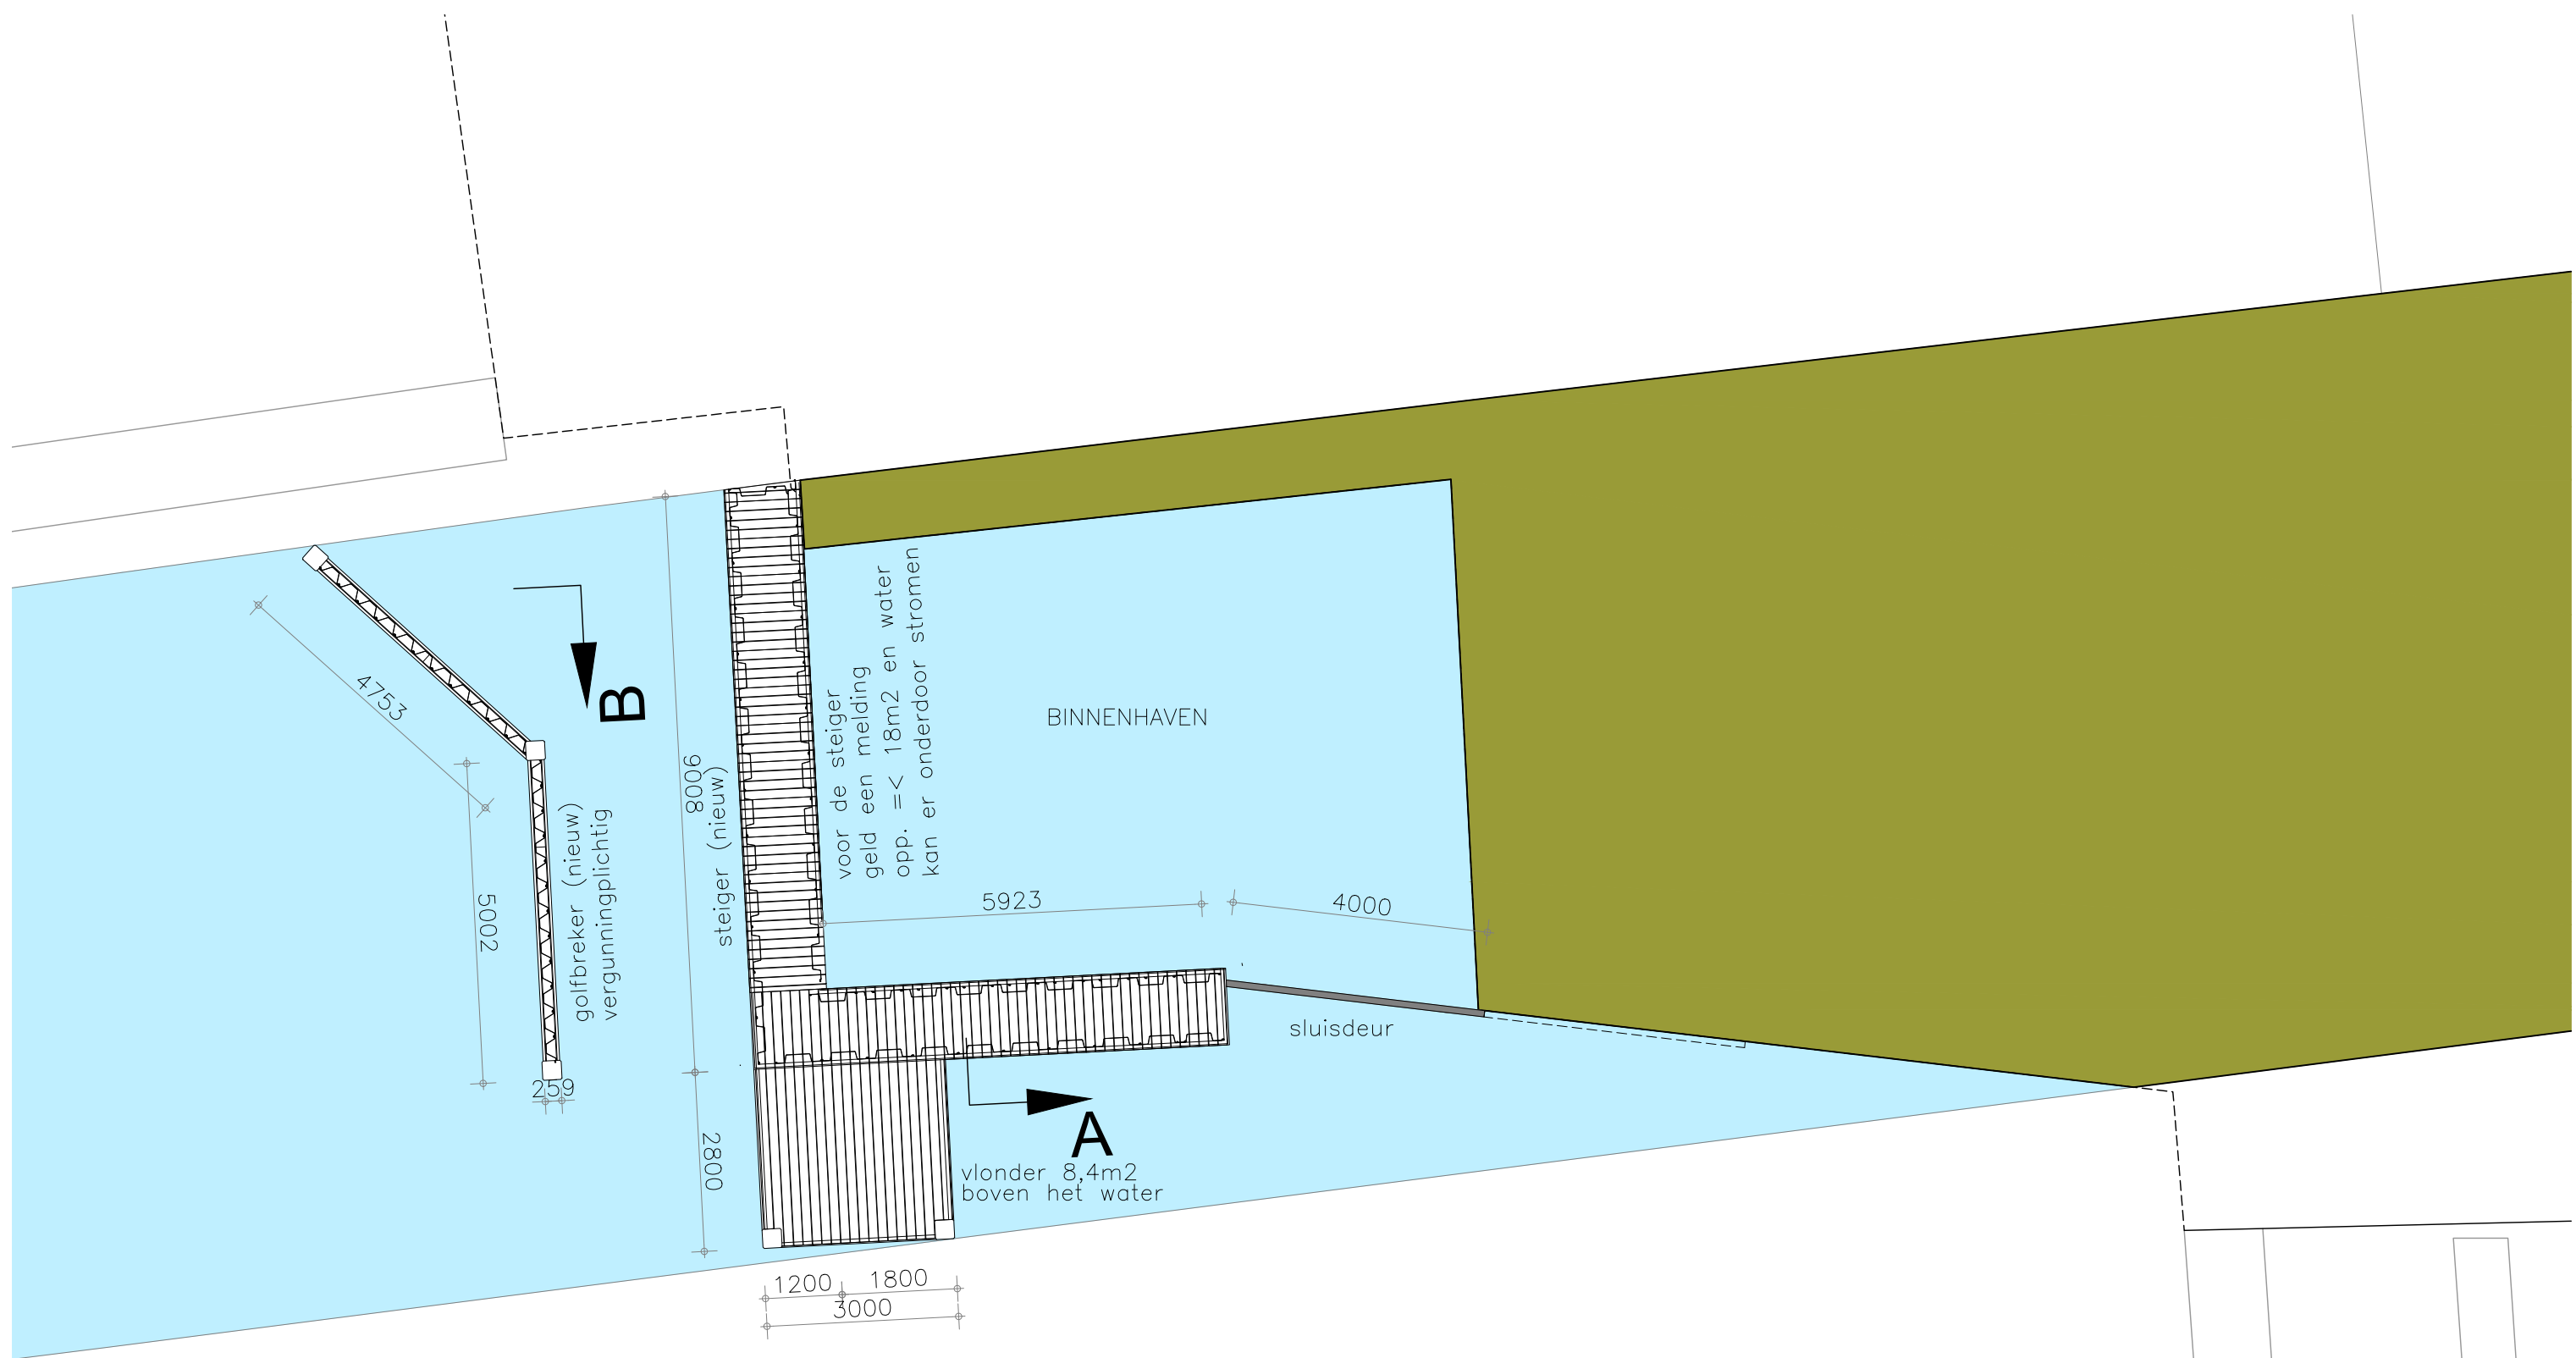 4753
5002
259
golfbreker (nieuw)
vergunningplichtig
B
9008
steiger (nieuw)
2800
voor de steiger
geld een melding
opp. =< 18m2 en water
kan er onderdoor stromen
BINNENHAVEN
5923
4000
sluisdeur
A
vlonder 8,4m2
boven het water
1200
1800
3000